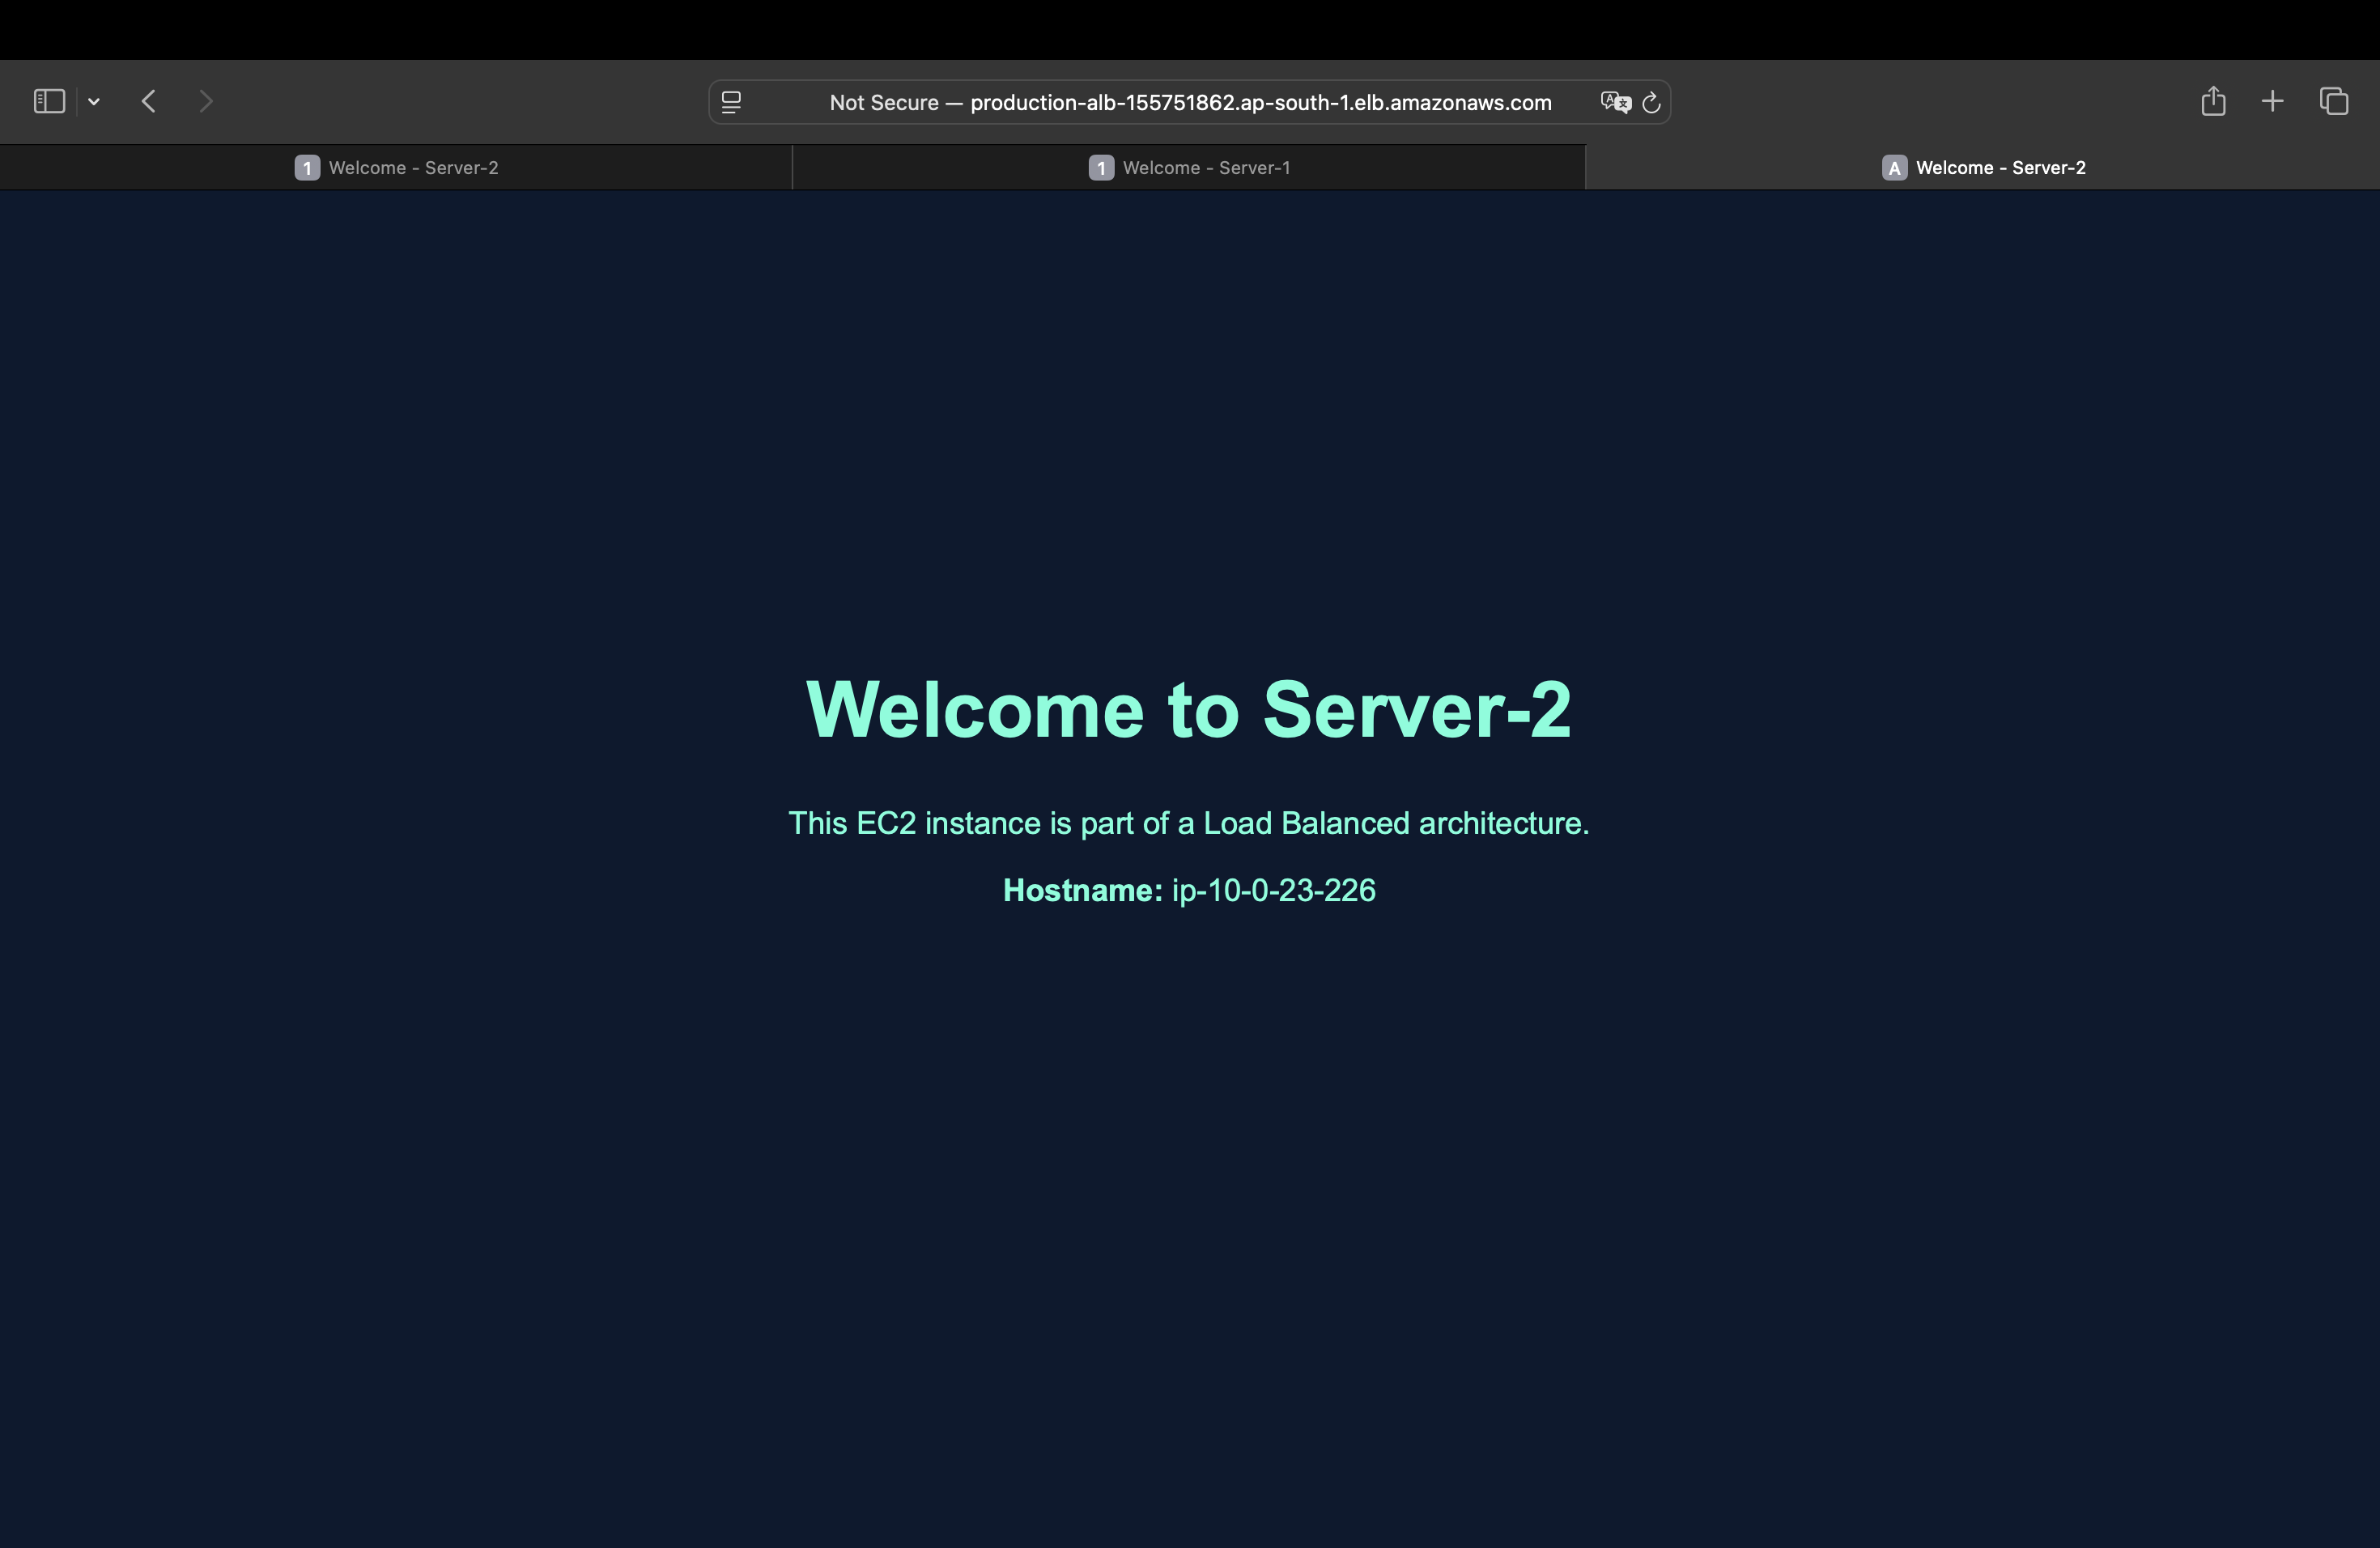 Not Secure — production-alb-155751862.ap-south-1.elb.amazonaws.com
1 Welcome - Server-2
1 Welcome - Server-1
A Welcome - Server-2
Welcome to Server-2
This EC2 instance is part of a Load Balanced architecture.
Hostname: ip-10-0-23-226